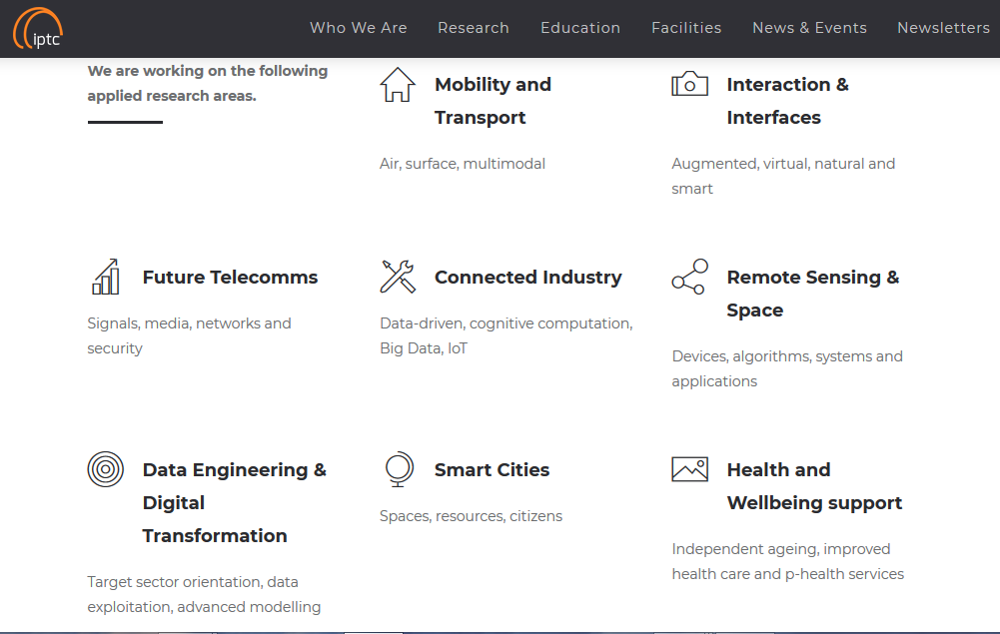 iptc
Who We Are
Research
Education
Facilities
News & Events
Newsletters
We are working on the following
applied research areas.
Mobility and
Transport
Air, surface, multimodal
Interaction &
Interfaces
Augmented, virtual, natural and
smart
Future Telecomms
Signals, media, networks and
security
Connected Industry
Data-driven, cognitive computation,
Big Data, IoT
Remote Sensing &
Space
Devices, algorithms, systems and
applications
Data Engineering &
Digital
Transformation
Target sector orientation, data
exploitation, advanced modelling
Smart Cities
Spaces, resources, citizens
Health and
Wellbeing support
Independent ageing, improved
health care and p-health services